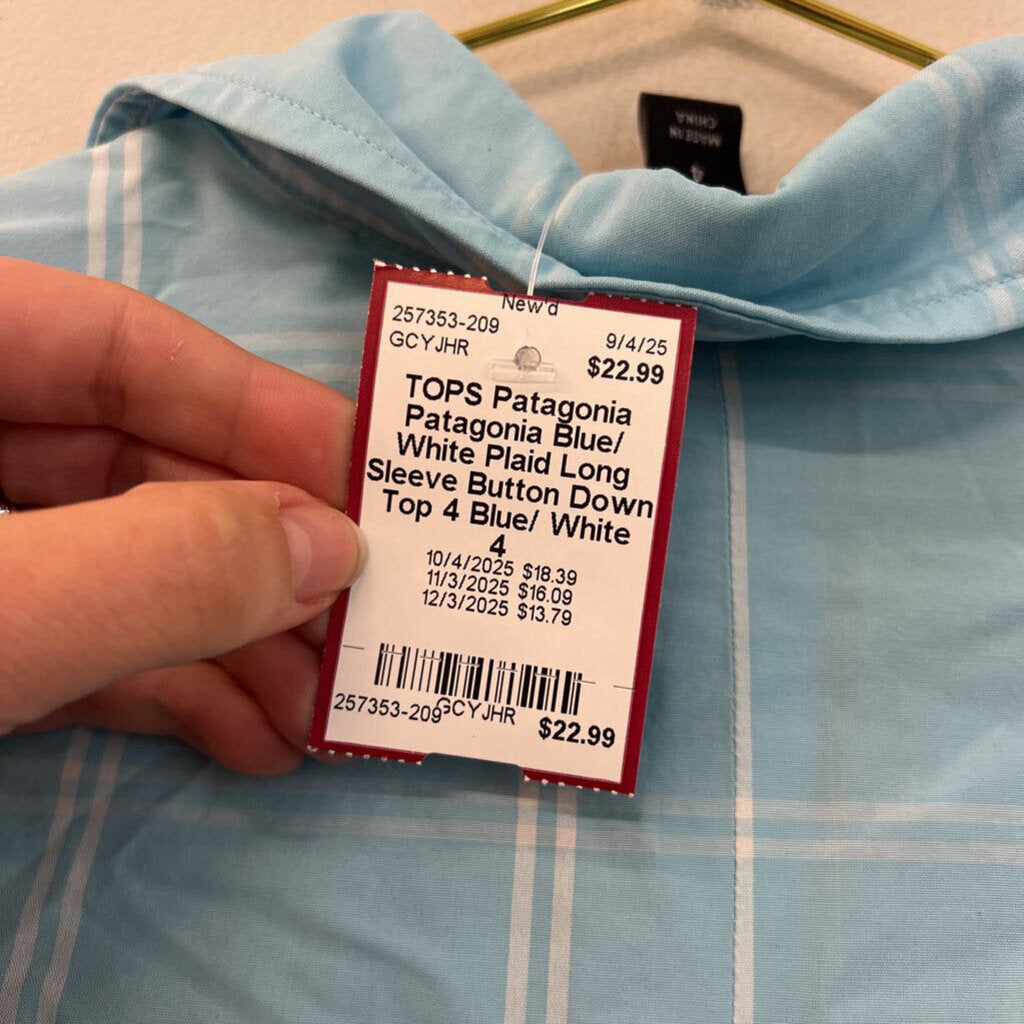 MADE IN
CHINA
4
New'd
257353-209
GCYJHR
9/4/25
$22.99
TOPS Patagonia
Patagonia Blue/
White Plaid Long
Sleeve Button Down
Top 4 Blue/ White
4
10/4/2025 $18.39
11/3/2025 $16.09
12/3/2025 $13.79
257353-209
GCYJHR
$22.99